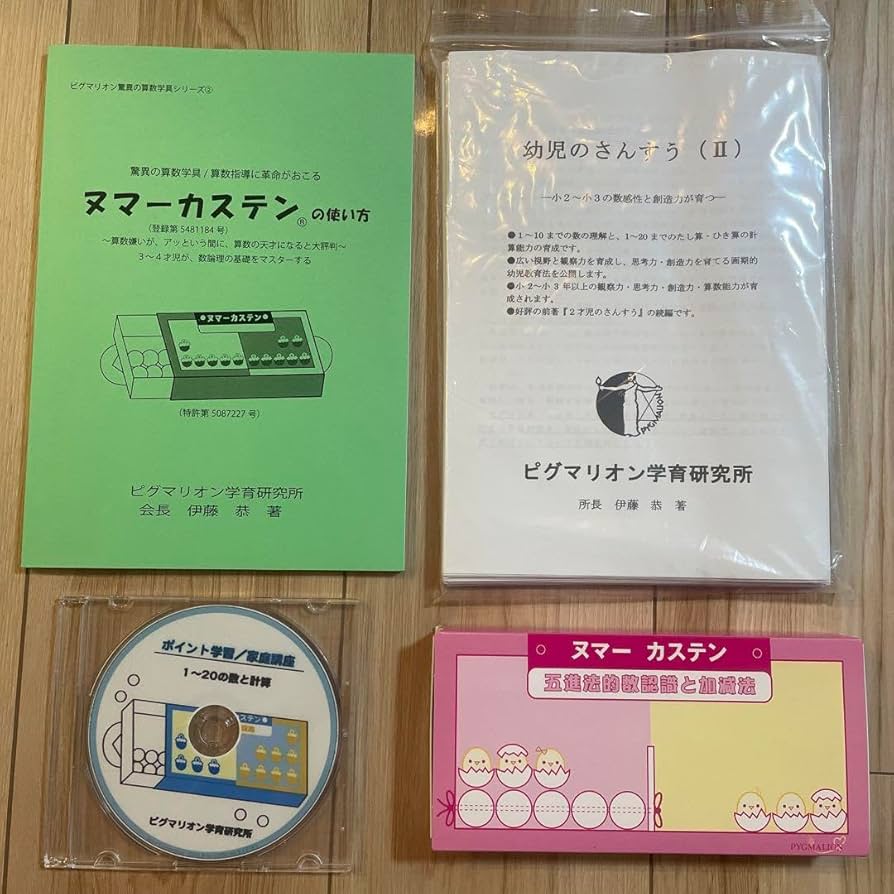 ピグマリオン驚異の算数学具シリーズ②
驚異の算数学具/算数指導に革命がおこる
ヌマーカステン®の使い方
(登録第5481184号)
~算数嫌いが、アッという間に、算数の天才になると大評判~
3~4才児が、数論理の基礎をマスターする
●ヌマーカステン●
(特許第5087227号)
ピグマリオン学育研究所
会長 伊藤 恭 著
幼児のさんすう(Ⅱ)
―小2~小3の数感性と創造力が育つ―
●1~10までの数の理解と、1~20までのたし算・ひき算の計
算能力の育成です。
●広い視野と観察力を育成し、思考力・創造力を育てる画期的
幼児教育法を公開します。
●小2~小3年以上の観察力・思考力・創造力・算数能力が育
成されます。
●好評の前著『2才児のさんすう』の続編です。
PYGMALION
ピグマリオン学育研究所
所長 伊藤 恭 著
ポイント学習/家庭講座
1~20の数と計算
ステン
ピグマリオン学育研究所
ヌマー カステン
五進法的数認識と加減法
PYGMALION